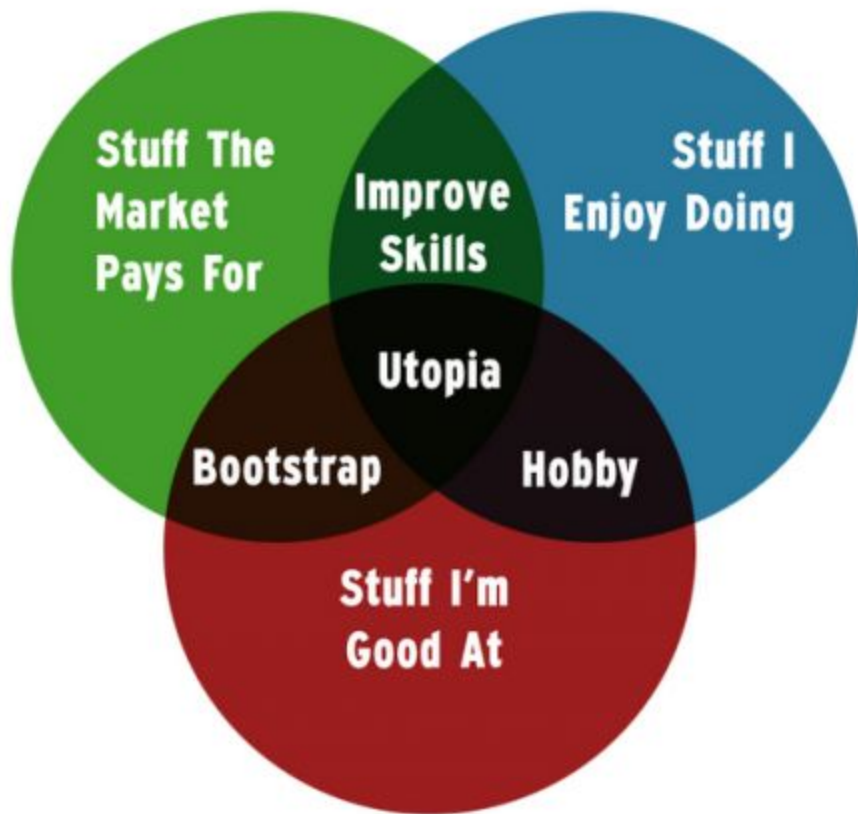 Stuff The
Market
Pays For
Improve
Skills
Stuff I
Enjoy Doing
Utopia
Bootstrap
Hobby
Stuff I'm
Good At